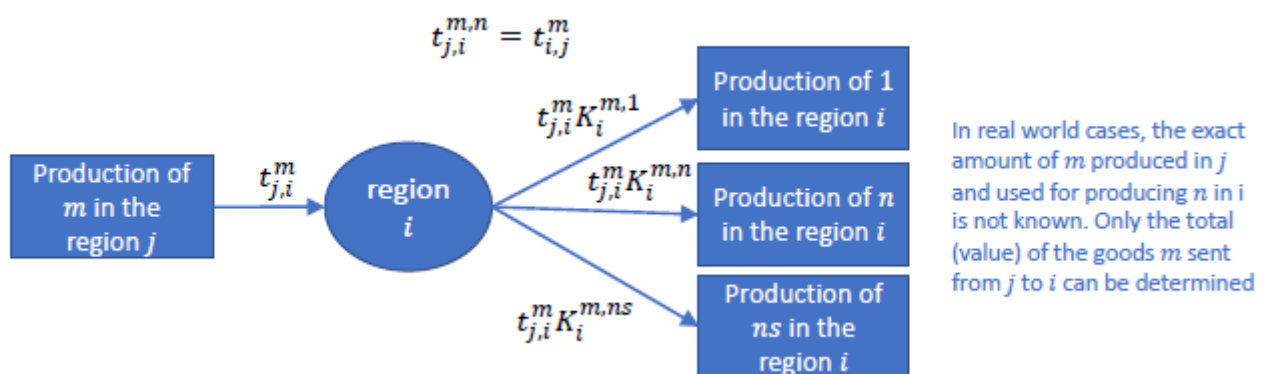 $t_{j,i}^{m,n} = t_{i,j}^{m}$
Production of 1
in the region $i$
$t_{j,i}^{m} K_i^{m,1}$
In real world cases, the exact
amount of $m$ produced in $j$
and used for producing $n$ in i
is not known. Only the total
(value) of the goods $m$ sent
from $j$ to $i$ can be determined
Production of
$m$ in the
region $j$
$t_{j,i}^{m}$
region
$i$
$t_{j,i}^{m} K_i^{m,n}$
Production of $n$
in the region $i$
$t_{j,i}^{m} K_i^{m,ns}$
Production of
$ns$ in the
region $i$